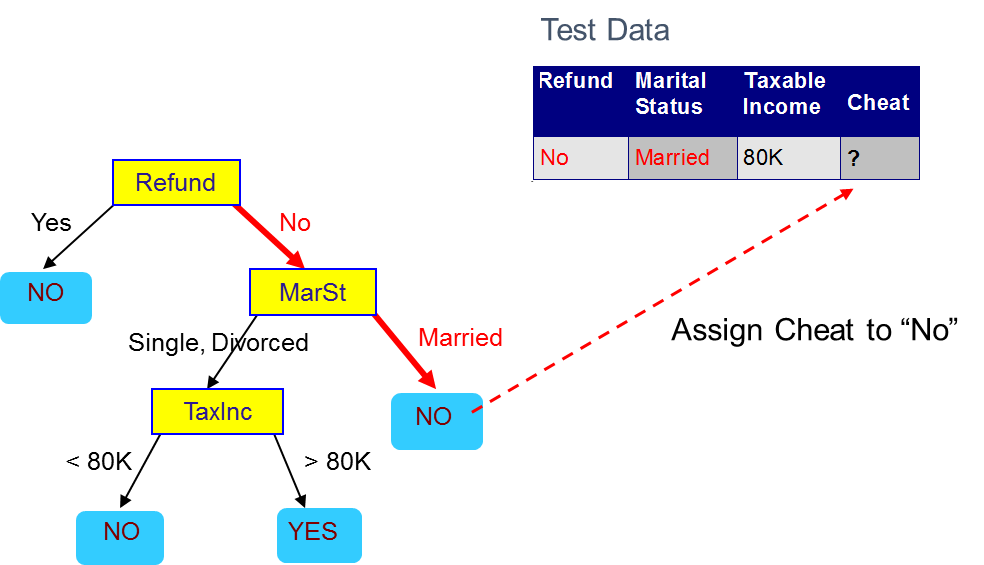 Test Data
Refund Marital Status Taxable Income Cheat
No Married 80K ?
Refund
Yes No
NO MarSt
Single, Divorced Married
TaxInc NO
Assign Cheat to “No”
< 80K > 80K
NO YES